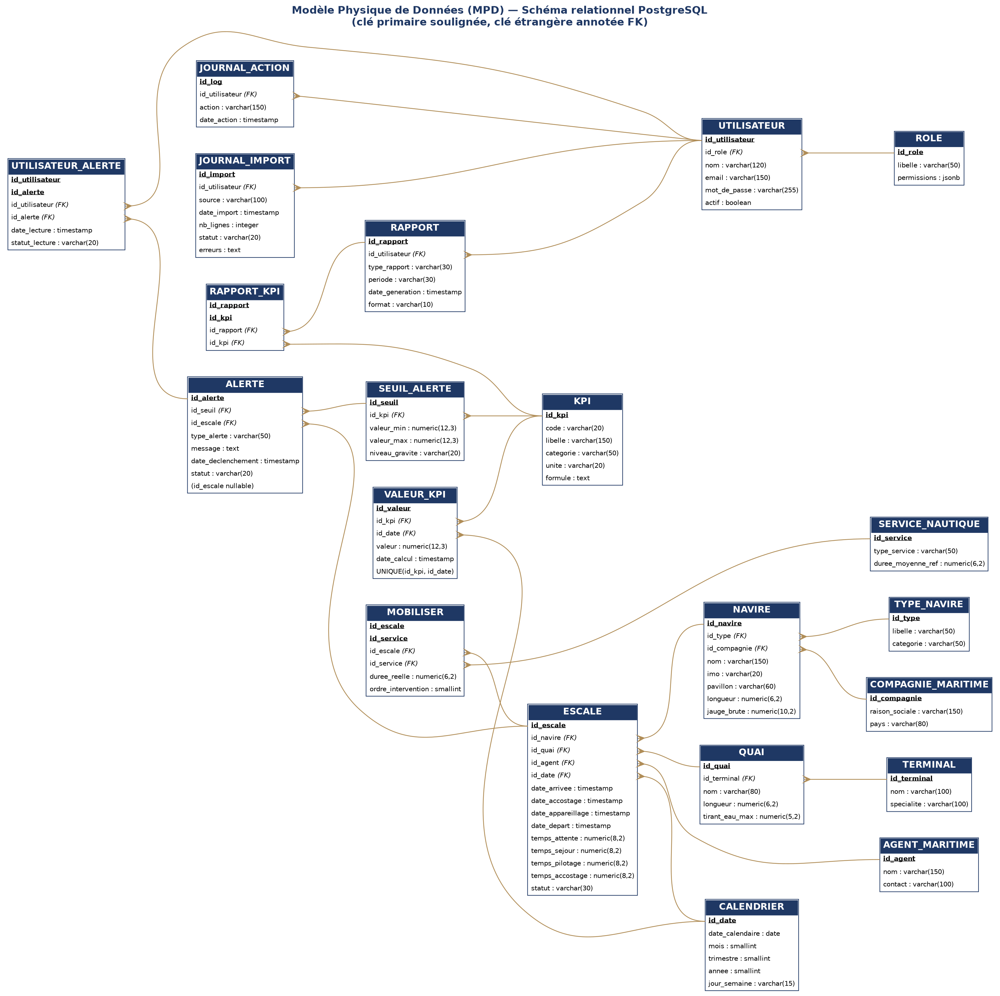 Modèle Physique de Données (MPD) — Schéma relationnel PostgreSQL
(clé primaire soulignée, clé étrangère annotée FK)
JOURNAL_ACTION
id_log
id_utilisateur (FK)
action : varchar(150)
date_action : timestamp
UTILISATEUR
id_utilisateur
id_role (FK)
nom : varchar(120)
email : varchar(150)
mot_de_passe : varchar(255)
actif : boolean
ROLE
id_role
libelle : varchar(50)
permissions : jsonb
UTILISATEUR_ALERTE
id_utilisateur
id_alerte
id_utilisateur (FK)
id_alerte (FK)
date_lecture : timestamp
statut_lecture : varchar(20)
JOURNAL_IMPORT
id_import
id_utilisateur (FK)
source : varchar(100)
date_import : timestamp
nb_lignes : integer
statut : varchar(20)
erreurs : text
RAPPORT
id_rapport
id_utilisateur (FK)
type_rapport : varchar(30)
periode : varchar(30)
date_generation : timestamp
format : varchar(10)
RAPPORT_KPI
id_rapport
id_kpi
id_rapport (FK)
id_kpi (FK)
ALERTE
id_alerte
id_seuil (FK)
id_escale (FK)
type_alerte : varchar(50)
message : text
date_declenchement : timestamp
statut : varchar(20)
(id_escale nullable)
SEUIL_ALERTE
id_seuil
id_kpi (FK)
valeur_min : numeric(12,3)
valeur_max : numeric(12,3)
niveau_gravite : varchar(20)
KPI
id_kpi
code : varchar(20)
libelle : varchar(150)
categorie : varchar(50)
unite : varchar(20)
formule : text
VALEUR_KPI
id_valeur
id_kpi (FK)
id_date (FK)
valeur : numeric(12,3)
date_calcul : timestamp
UNIQUE(id_kpi, id_date)
SERVICE_NAUTIQUE
id_service
type_service : varchar(50)
duree_moyenne_ref : numeric(6,2)
MOBILISER
id_escale
id_service
id_escale (FK)
id_service (FK)
duree_reelle : numeric(6,2)
ordre_intervention : smallint
NAVIRE
id_navire
id_type (FK)
id_compagnie (FK)
nom : varchar(150)
imo : varchar(20)
pavillon : varchar(60)
longueur : numeric(6,2)
jauge_brute : numeric(10,2)
TYPE_NAVIRE
id_type
libelle : varchar(50)
categorie : varchar(50)
COMPAGNIE_MARITIME
id_compagnie
raison_sociale : varchar(150)
pays : varchar(80)
ESCALE
id_escale
id_navire (FK)
id_quai (FK)
id_agent (FK)
id_date (FK)
date_arrivee : timestamp
date_accostage : timestamp
date_appareillage : timestamp
date_depart : timestamp
temps_attente : numeric(8,2)
temps_sejour : numeric(8,2)
temps_pilotage : numeric(8,2)
temps_accostage : numeric(8,2)
statut : varchar(30)
QUAI
id_quai
id_terminal (FK)
nom : varchar(80)
longueur : numeric(6,2)
tirant_eau_max : numeric(5,2)
TERMINAL
id_terminal
nom : varchar(100)
specialite : varchar(100)
AGENT_MARITIME
id_agent
nom : varchar(150)
contact : varchar(100)
CALENDRIER
id_date
date_calendaire : date
mois : smallint
trimestre : smallint
annee : smallint
jour_semaine : varchar(15)